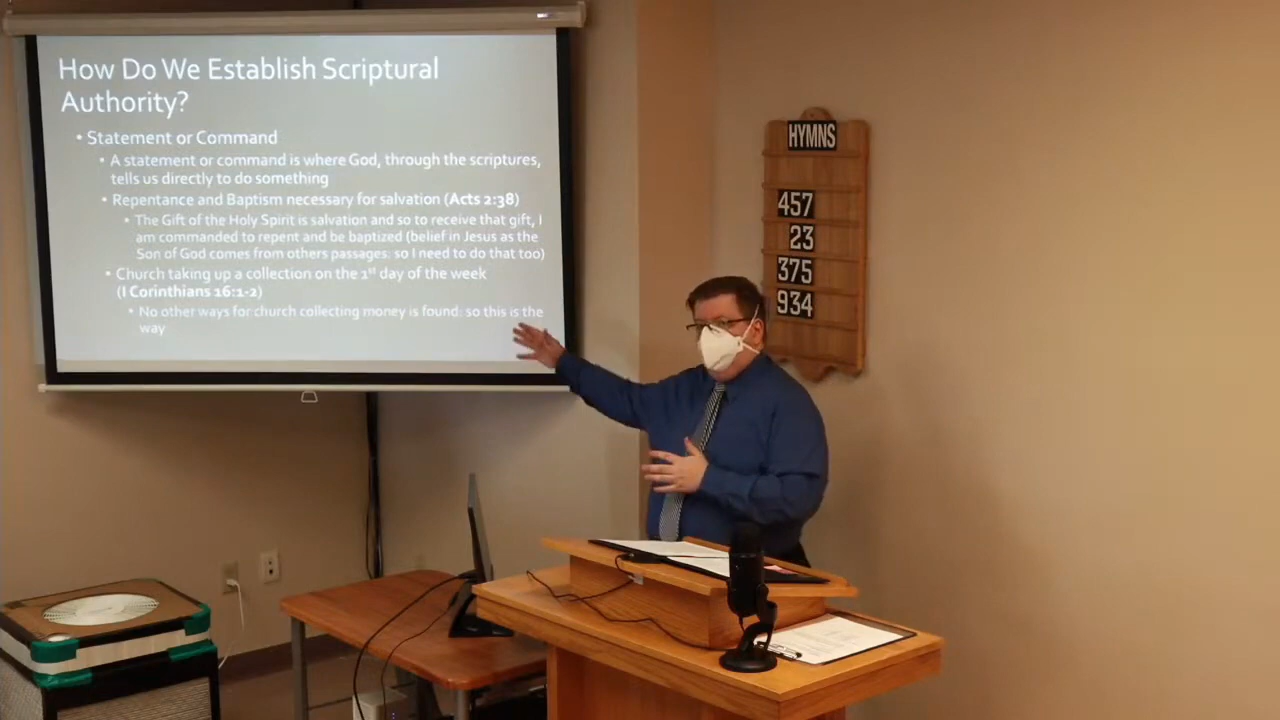 How Do We Establish Scriptural
Authority?
• Statement or Command
• A statement or command is where God, through the scriptures,
tells us directly to do something
• Repentance and Baptism necessary for salvation (Acts 2:38)
• The Gift of the Holy Spirit is salvation and so to receive that gift, I
am commanded to repent and be baptized (belief in Jesus as the
Son of God comes from others passages: so I need to do that too)
• Church taking up a collection on the 1st day of the week
(I Corinthians 16:1-2)
• No other ways for church collecting money is found: so this is the
way
HYMNS
457
23
375
934